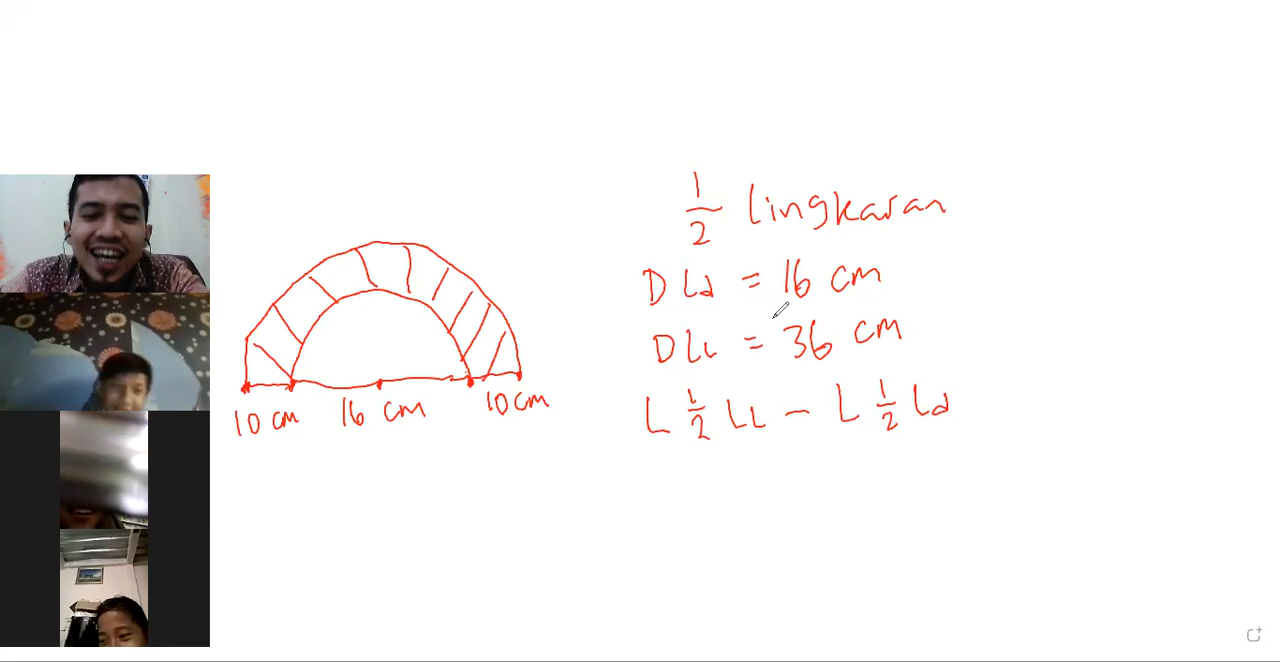 10 cm 16 cm 10 cm
1/2 lingkaran
D Ld = 16 cm
D LL = 36 cm
L 1/2 LL - L 1/2 Ld